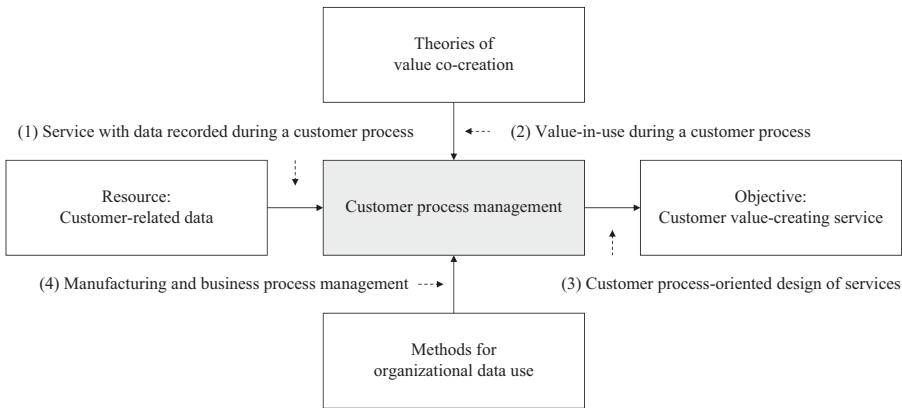 Theories of
value co-creation
(1) Service with data recorded during a customer process
(2) Value-in-use during a customer process
Resource:
Customer-related data
Customer process management
Objective:
Customer value-creating service
(4) Manufacturing and business process management
(3) Customer process-oriented design of services
Methods for
organizational data use